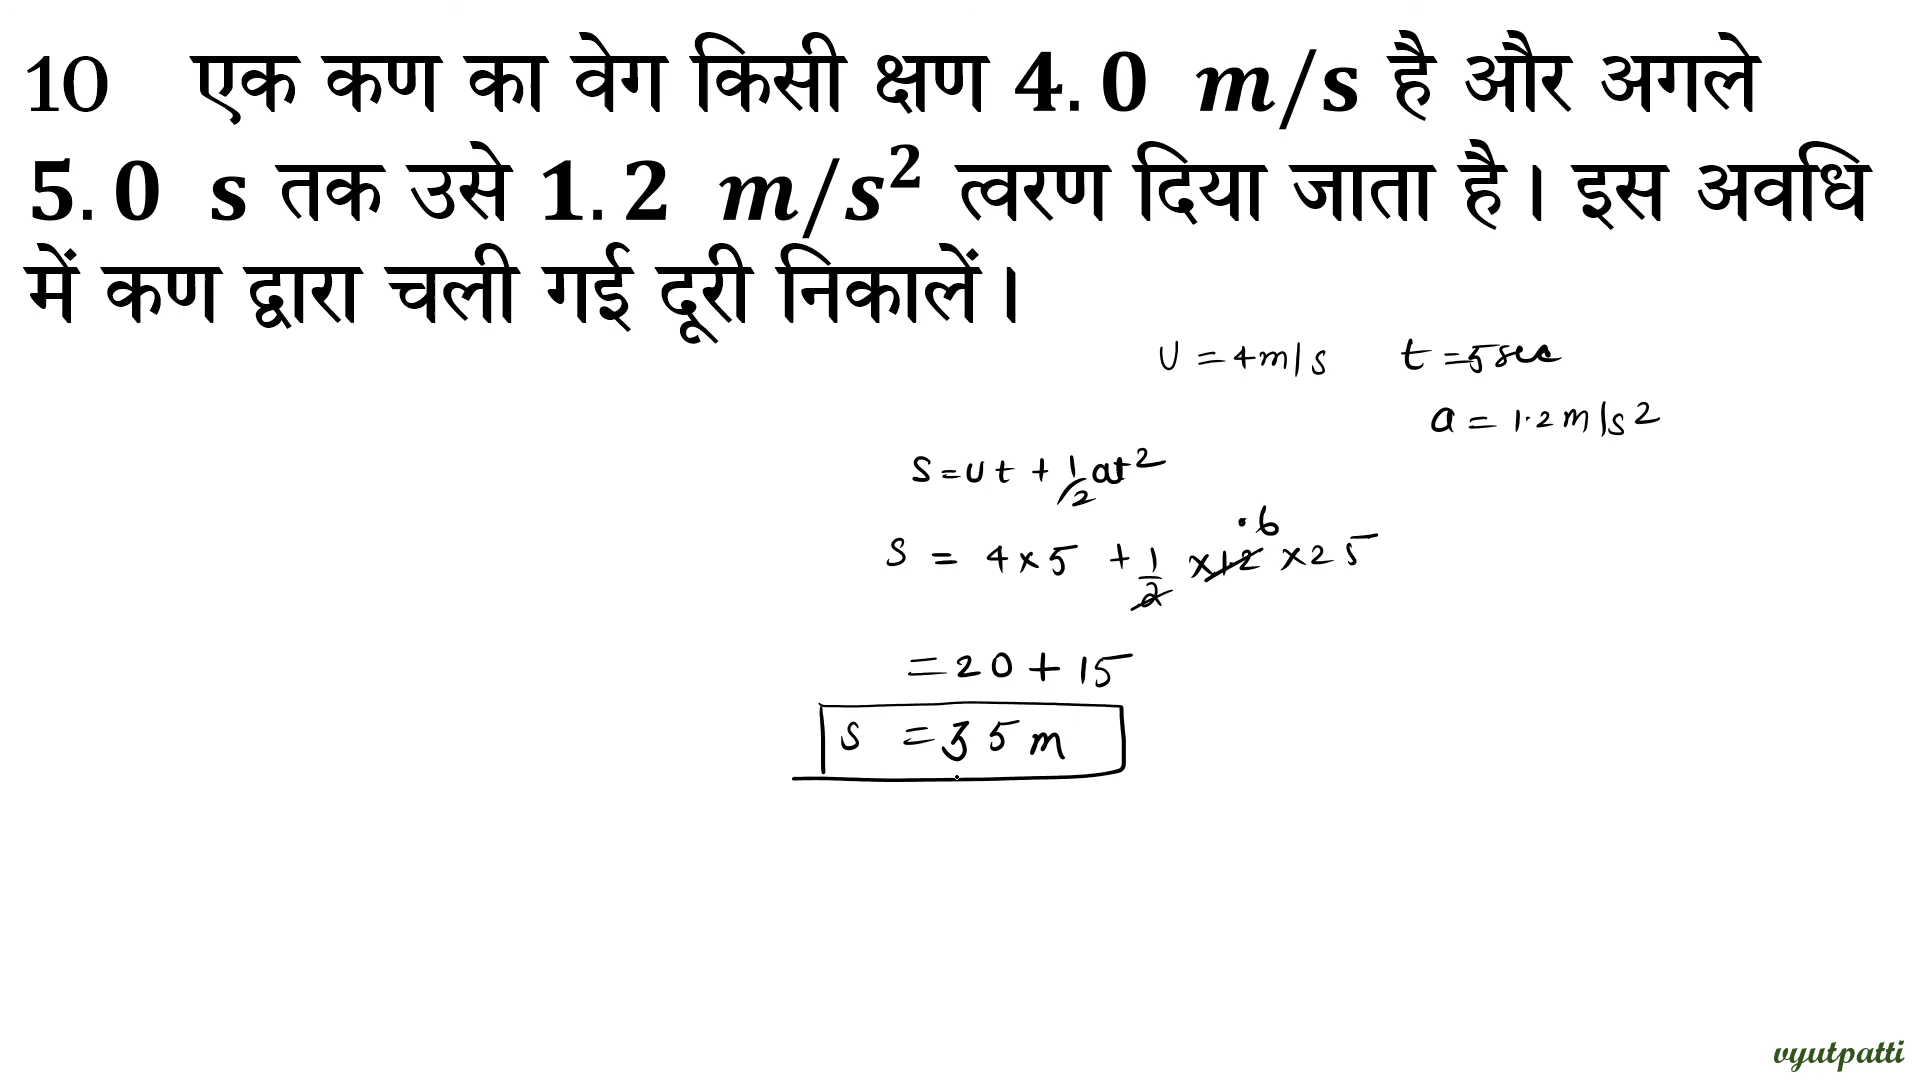 10 एक कण का वेग किसी क्षण 4.0 m/s है और अगले
5.0 s तक उसे 1.2 m/s² त्वरण दिया जाता है। इस अवधि
में कण द्वारा चली गई दूरी निकालें।
U = 4m/s t = 5 sec
a = 1.2 m/s²
S = ut + 1/2 at²
S = 4 × 5 + 1/2 × 1.2 × 25
.6
= 20 + 15
S = 35 m
vyutpatti